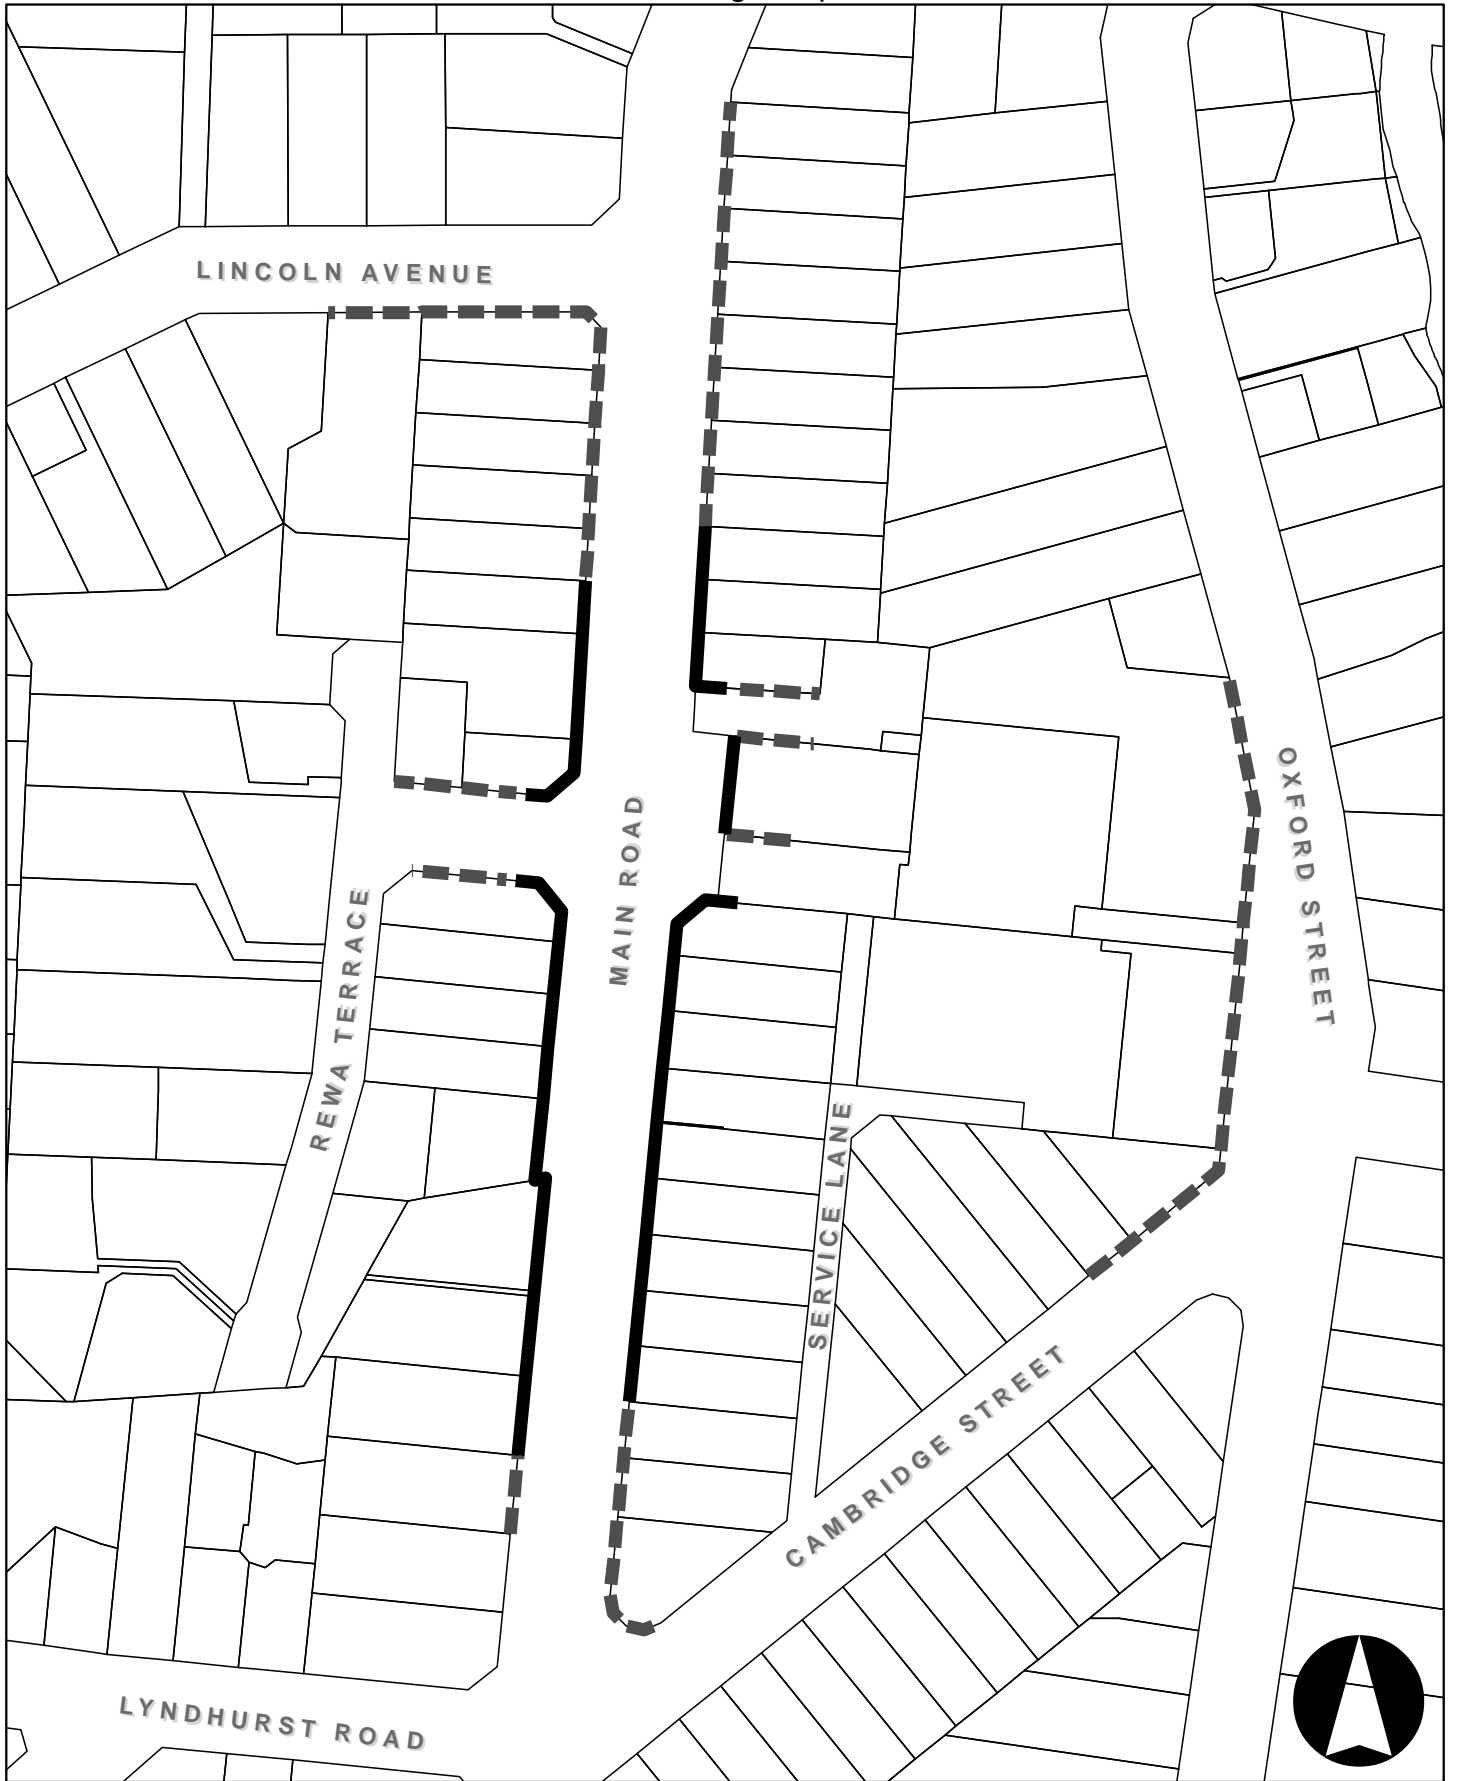 LINCOLN AVENUE
OXFORD STREET
MAIN ROAD
REWA TERRACE
SERVICE LANE
CAMBRIDGE STREET
LYNDHURST ROAD